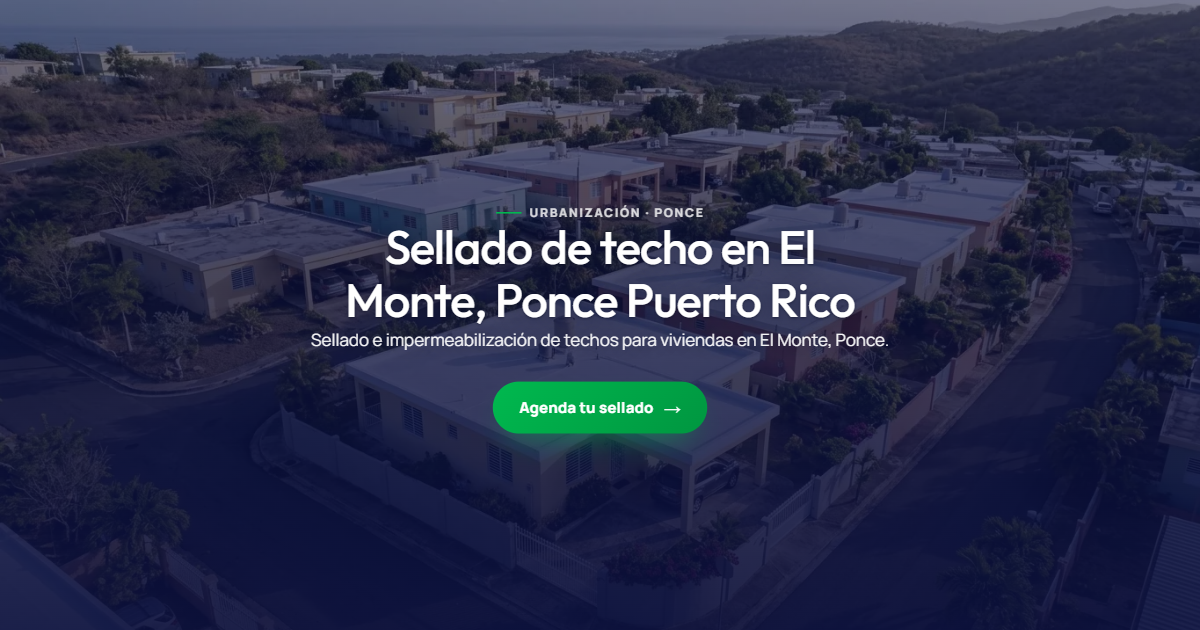 URBANIZACIÓN · PONCE
Sellado de techo en El
Monte, Ponce Puerto Rico
Sellado e impermeabilización de techos para viviendas en El Monte, Ponce.
Agenda tu sellado →